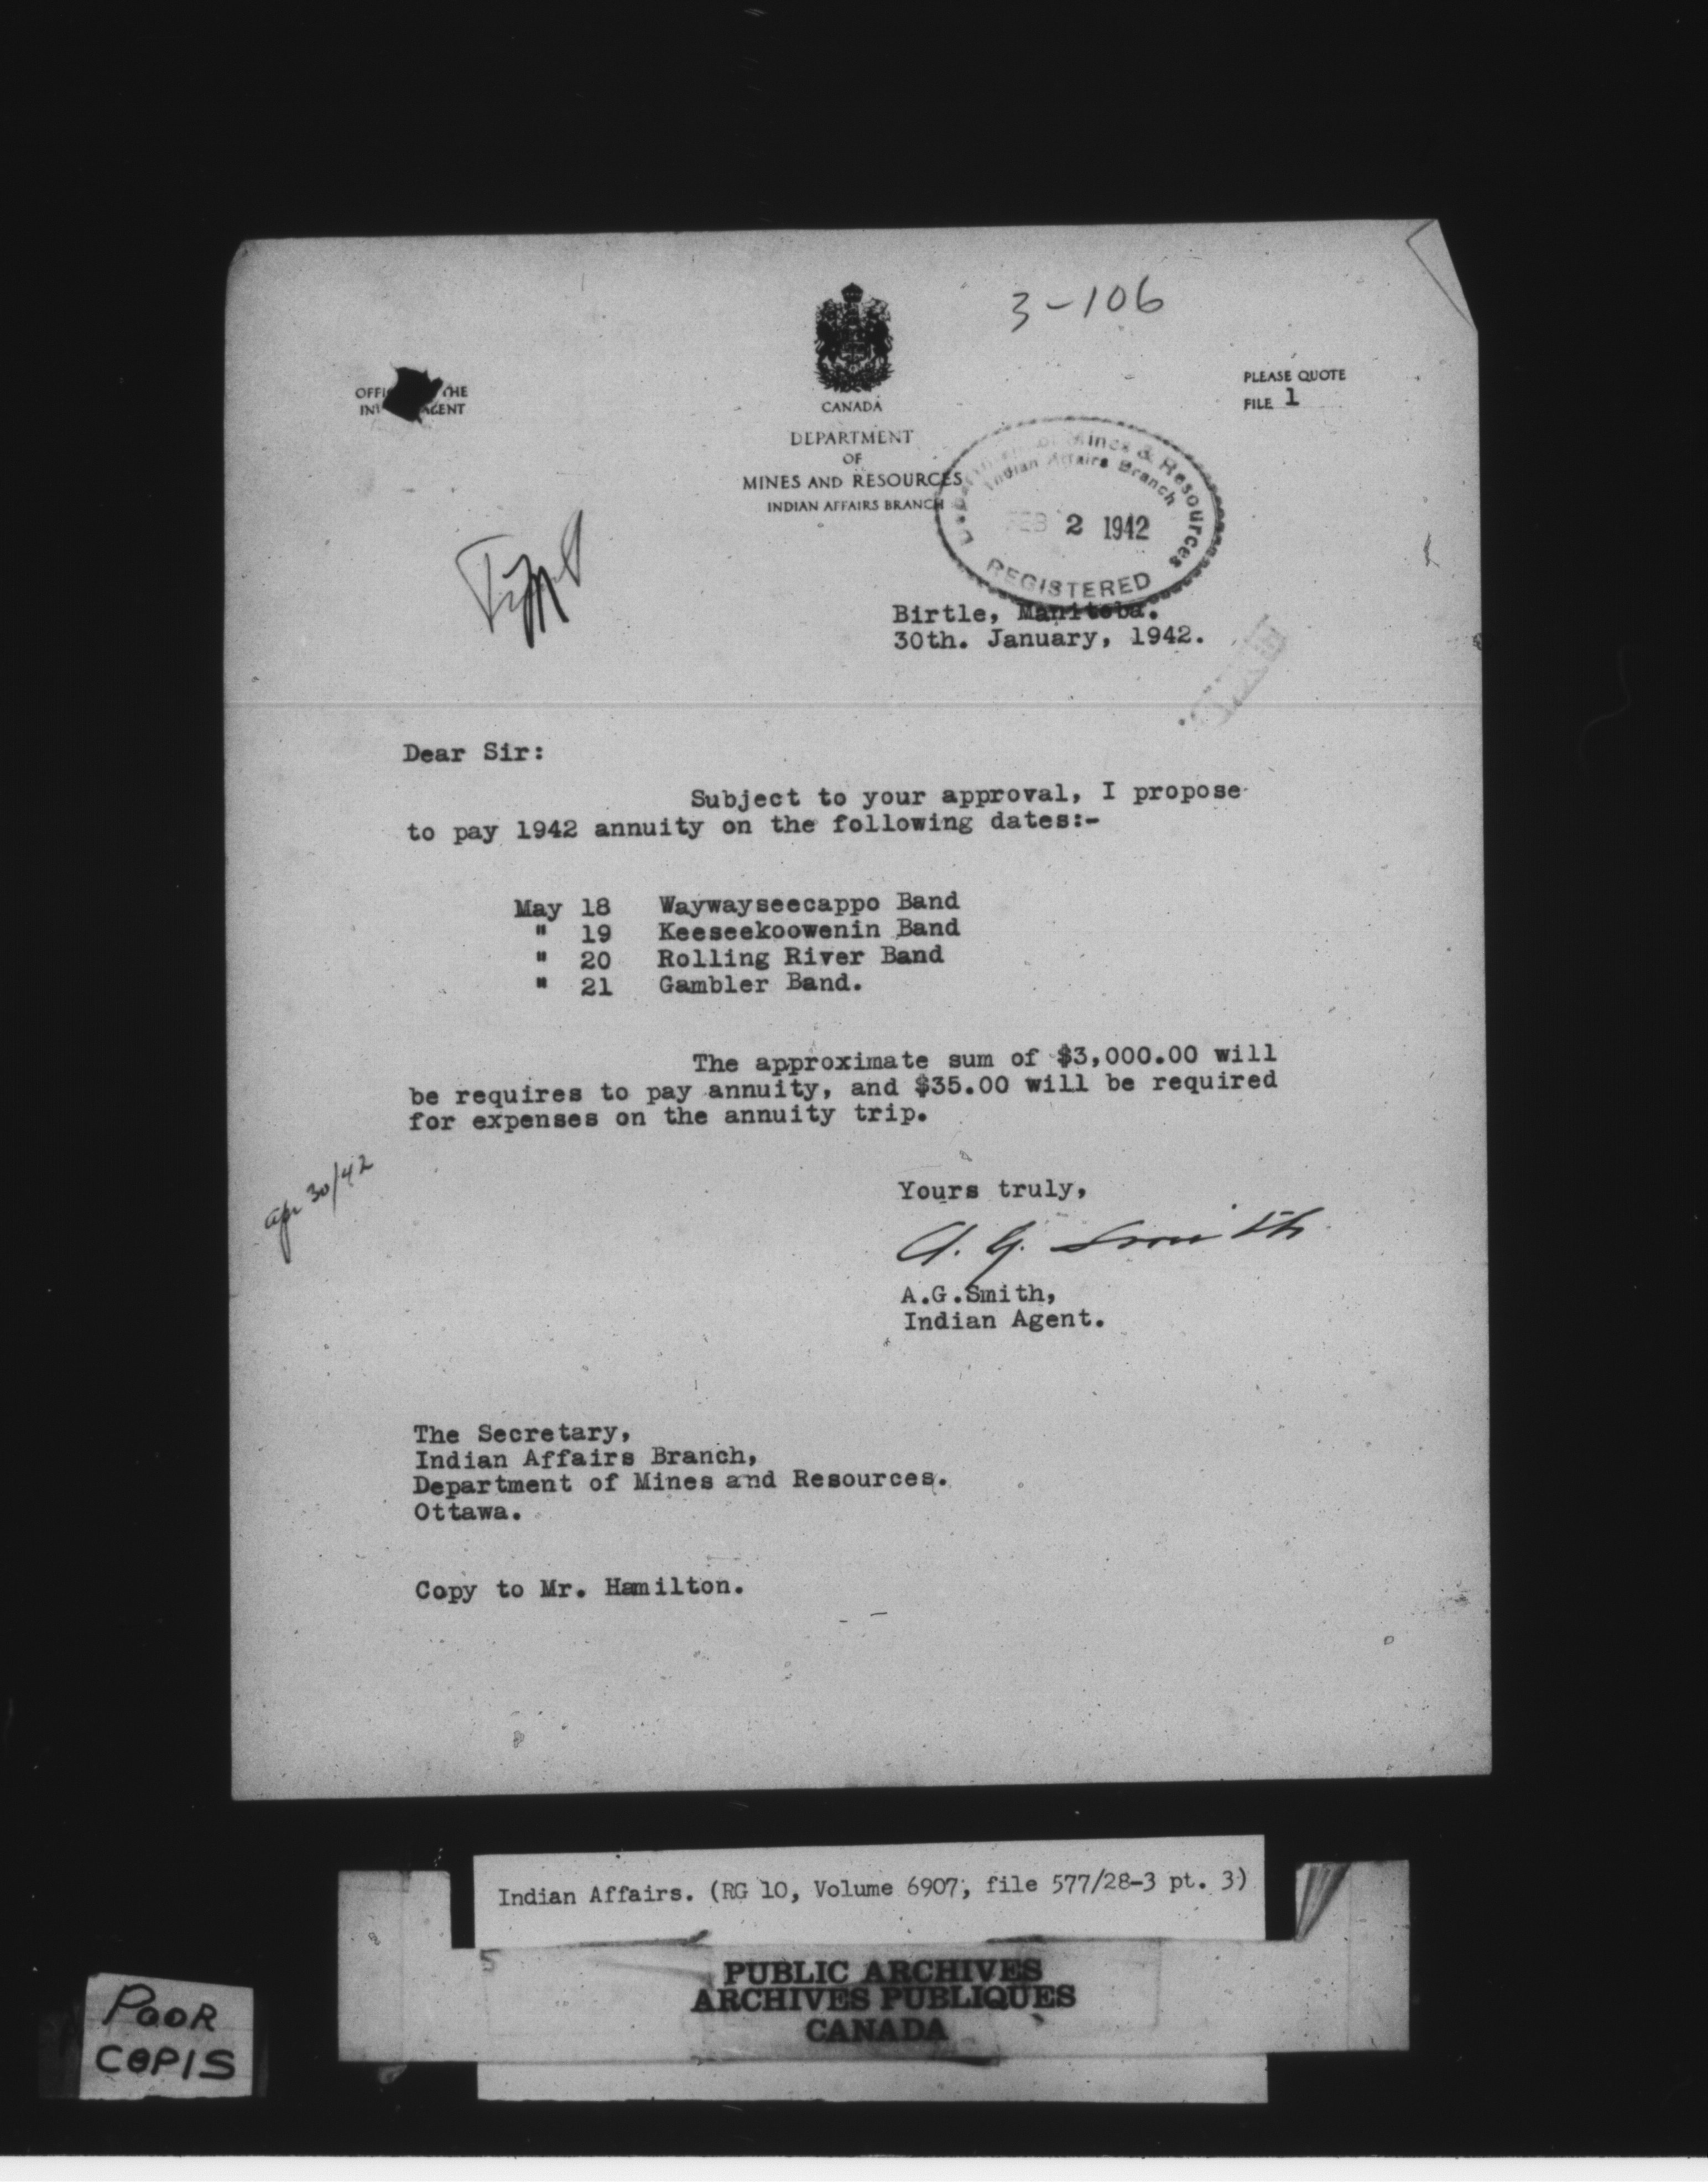 3-106
OFFI THE
IN AGENT
CANADA
DEPARTMENT
OF
MINES AND RESOURCES
INDIAN AFFAIRS BRANCH
PLEASE QUOTE
FILE 1
Department of Mines & Resources
Indian Affairs Branch
FEB 2 1942
REGISTERED
Birtle, Manitoba.
30th. January, 1942.
Dear Sir:
Subject to your approval, I propose
to pay 1942 annuity on the following dates:-
May 18 Waywayseecappo Band
" 19 Keeseekoowenin Band
" 20 Rolling River Band
" 21 Gambler Band.
The approximate sum of $3,000.00 will
be requires to pay annuity, and $35.00 will be required
for expenses on the annuity trip.
Apr 30/42
Yours truly,
A. G. Smith
A.G.Smith,
Indian Agent.
The Secretary,
Indian Affairs Branch,
Department of Mines and Resources.
Ottawa.
Copy to Mr. Hamilton.
Indian Affairs. (RG 10, Volume 6907, file 577/28-3 pt. 3)
5
PUBLIC ARCHIVES
ARCHIVES PUBLIQUES
CANADA
POOR
COPIS